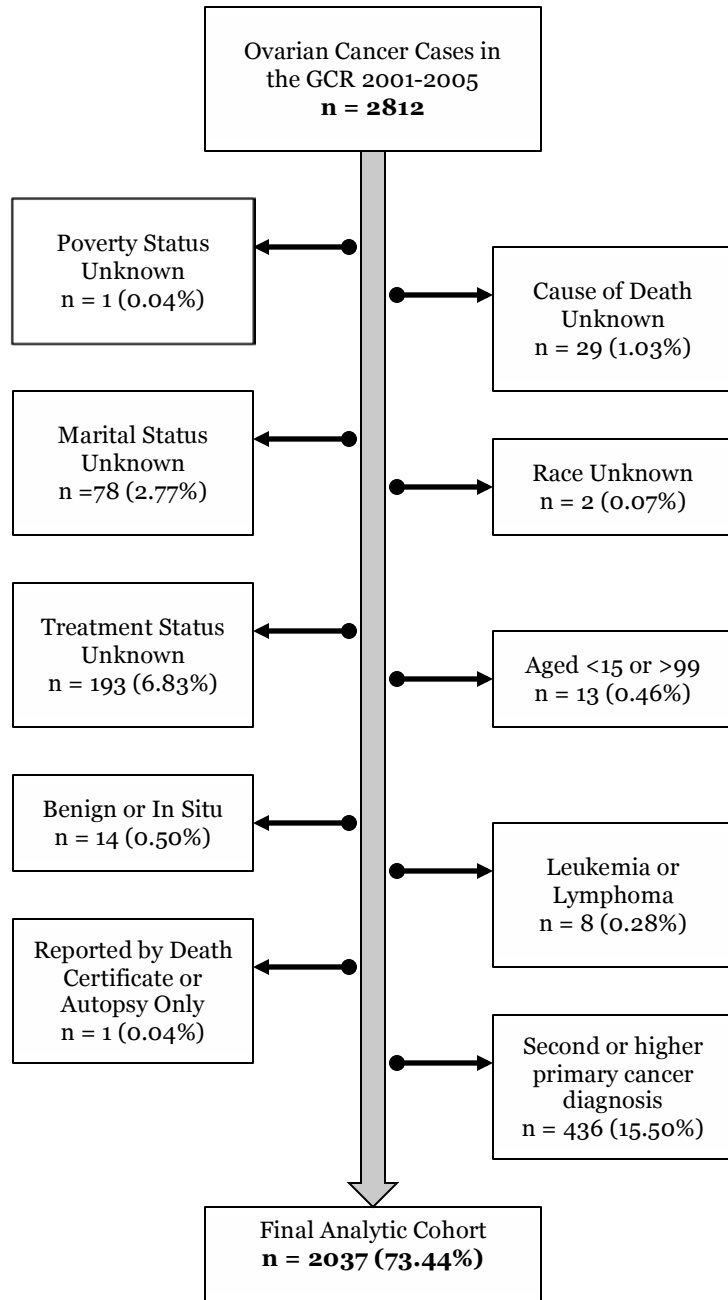 Ovarian Cancer Cases in
the GCR 2001-2005
n = 2812
Poverty Status
Unknown
n = 1 (0.04%)
Cause of Death
Unknown
n = 29 (1.03%)
Marital Status
Unknown
n =78 (2.77%)
Race Unknown
n = 2 (0.07%)
Treatment Status
Unknown
n = 193 (6.83%)
Aged <15 or >99
n = 13 (0.46%)
Benign or In Situ
n = 14 (0.50%)
Leukemia or
Lymphoma
n = 8 (0.28%)
Reported by Death
Certificate or
Autopsy Only
n = 1 (0.04%)
Second or higher
primary cancer
diagnosis
n = 436 (15.50%)
Final Analytic Cohort
n = 2037 (73.44%)